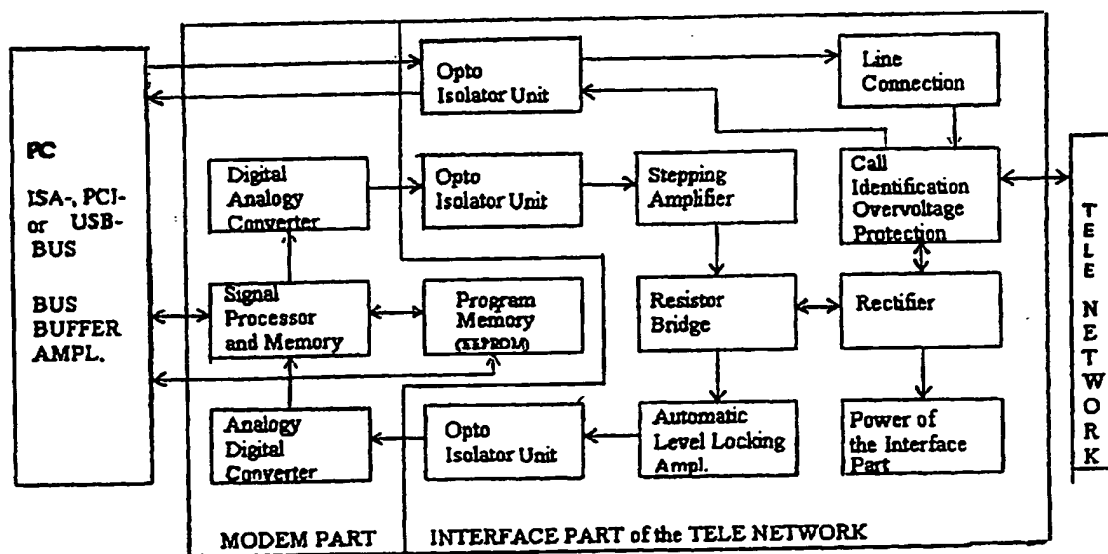 PC
ISA-, PCI-
or USB-
BUS
BUS
BUFFER
AMPL.
Opto
Isolator Unit
Line
Connection
Digital
Analogy
Converter
Opto
Isolator Unit
Stepping
Amplifier
Call
Identification
Overvoltage
Protection
Signal
Processor
and Memory
Program
Memory
(EEPROM)
Resistor
Bridge
Rectifier
Analogy
Digital
Converter
Opto
Isolator Unit
Automatic
Level Locking
Ampl.
Power of
the Interface
Part
TELE NETWORK
MODEM PART
INTERFACE PART of the TELE NETWORK